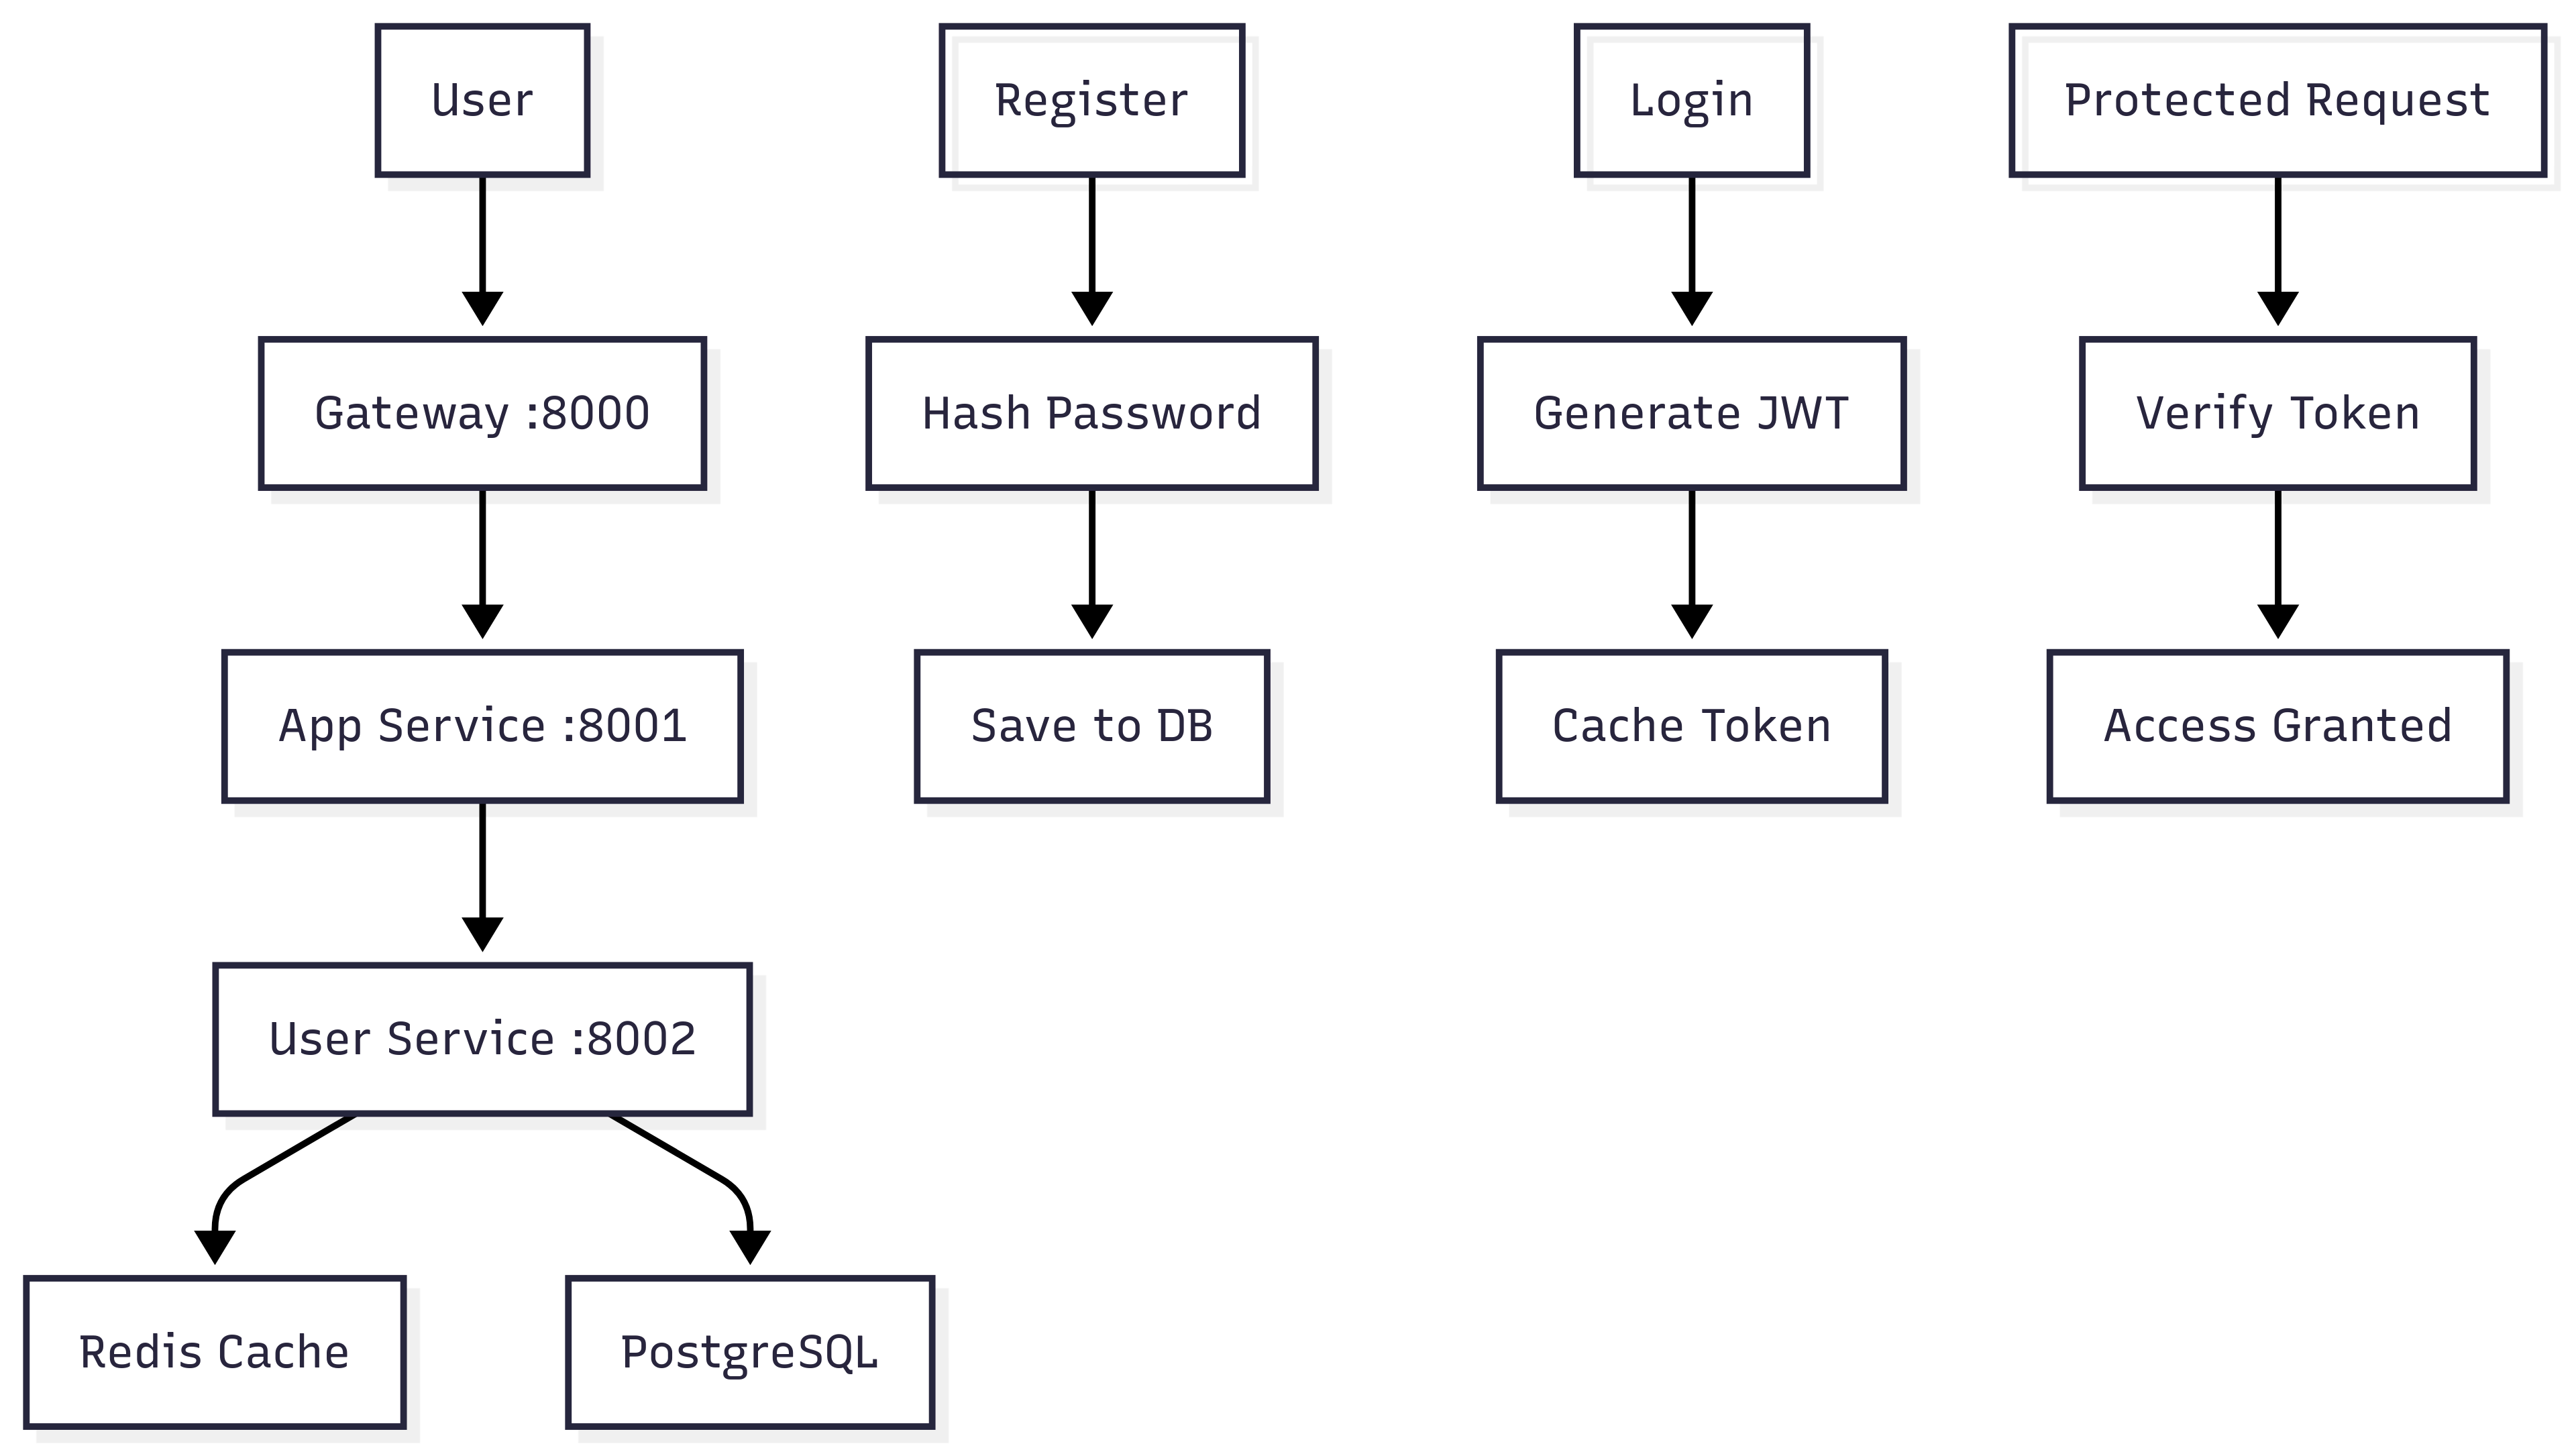 User
Register
Login
Protected Request
Gateway :8000
Hash Password
Generate JWT
Verify Token
App Service :8001
Save to DB
Cache Token
Access Granted
User Service :8002
Redis Cache
PostgreSQL